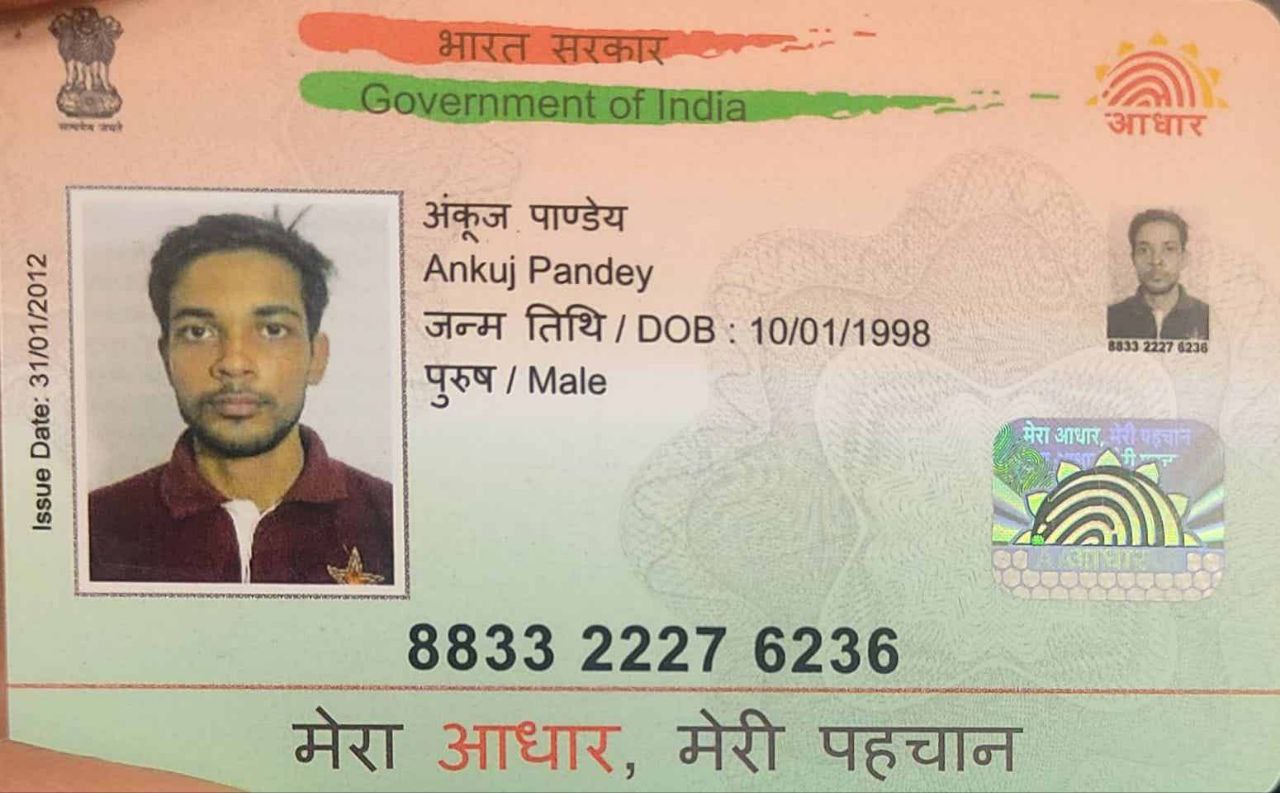 भारत सरकार
Government of India
सत्यमेव जयते
आधार
Issue Date: 31/01/2012
अंकूज पाण्डेय
Ankuj Pandey
जन्म तिथि / DOB : 10/01/1998
पुरुष / Male
8833 2227 6236
मेरा आधार, मेरी पहचान
आधार
8833 2227 6236
मेरा आधार, मेरी पहचान